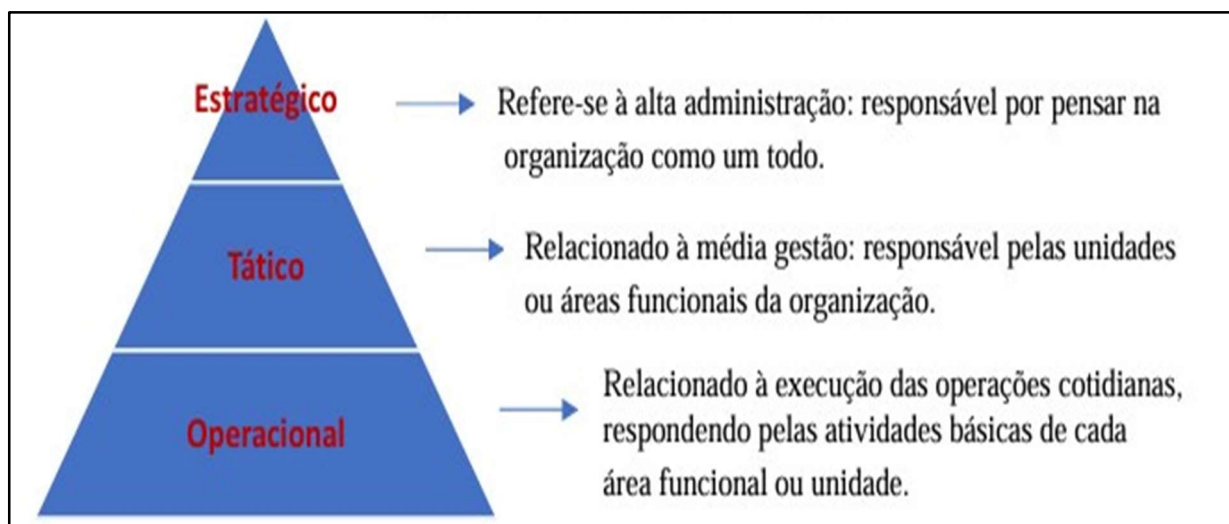 Estratégico
Refere-se à alta administração: responsável por pensar na
organização como um todo.
Tático
Relacionado à média gestão: responsável pelas unidades
ou áreas funcionais da organização.
Operacional
Relacionado à execução das operações cotidianas,
respondendo pelas atividades básicas de cada
área funcional ou unidade.